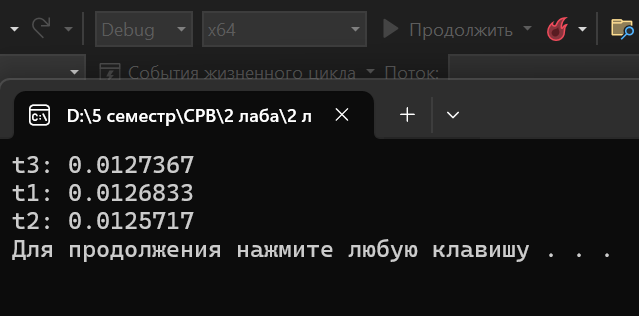 Debug x64 Продолжить
События жизненного цикла Поток:
D:\5 семестр\СРВ\2 лаба\2 л
t3: 0.0127367
t1: 0.0126833
t2: 0.0125717
Для продолжения нажмите любую клавишу . . .